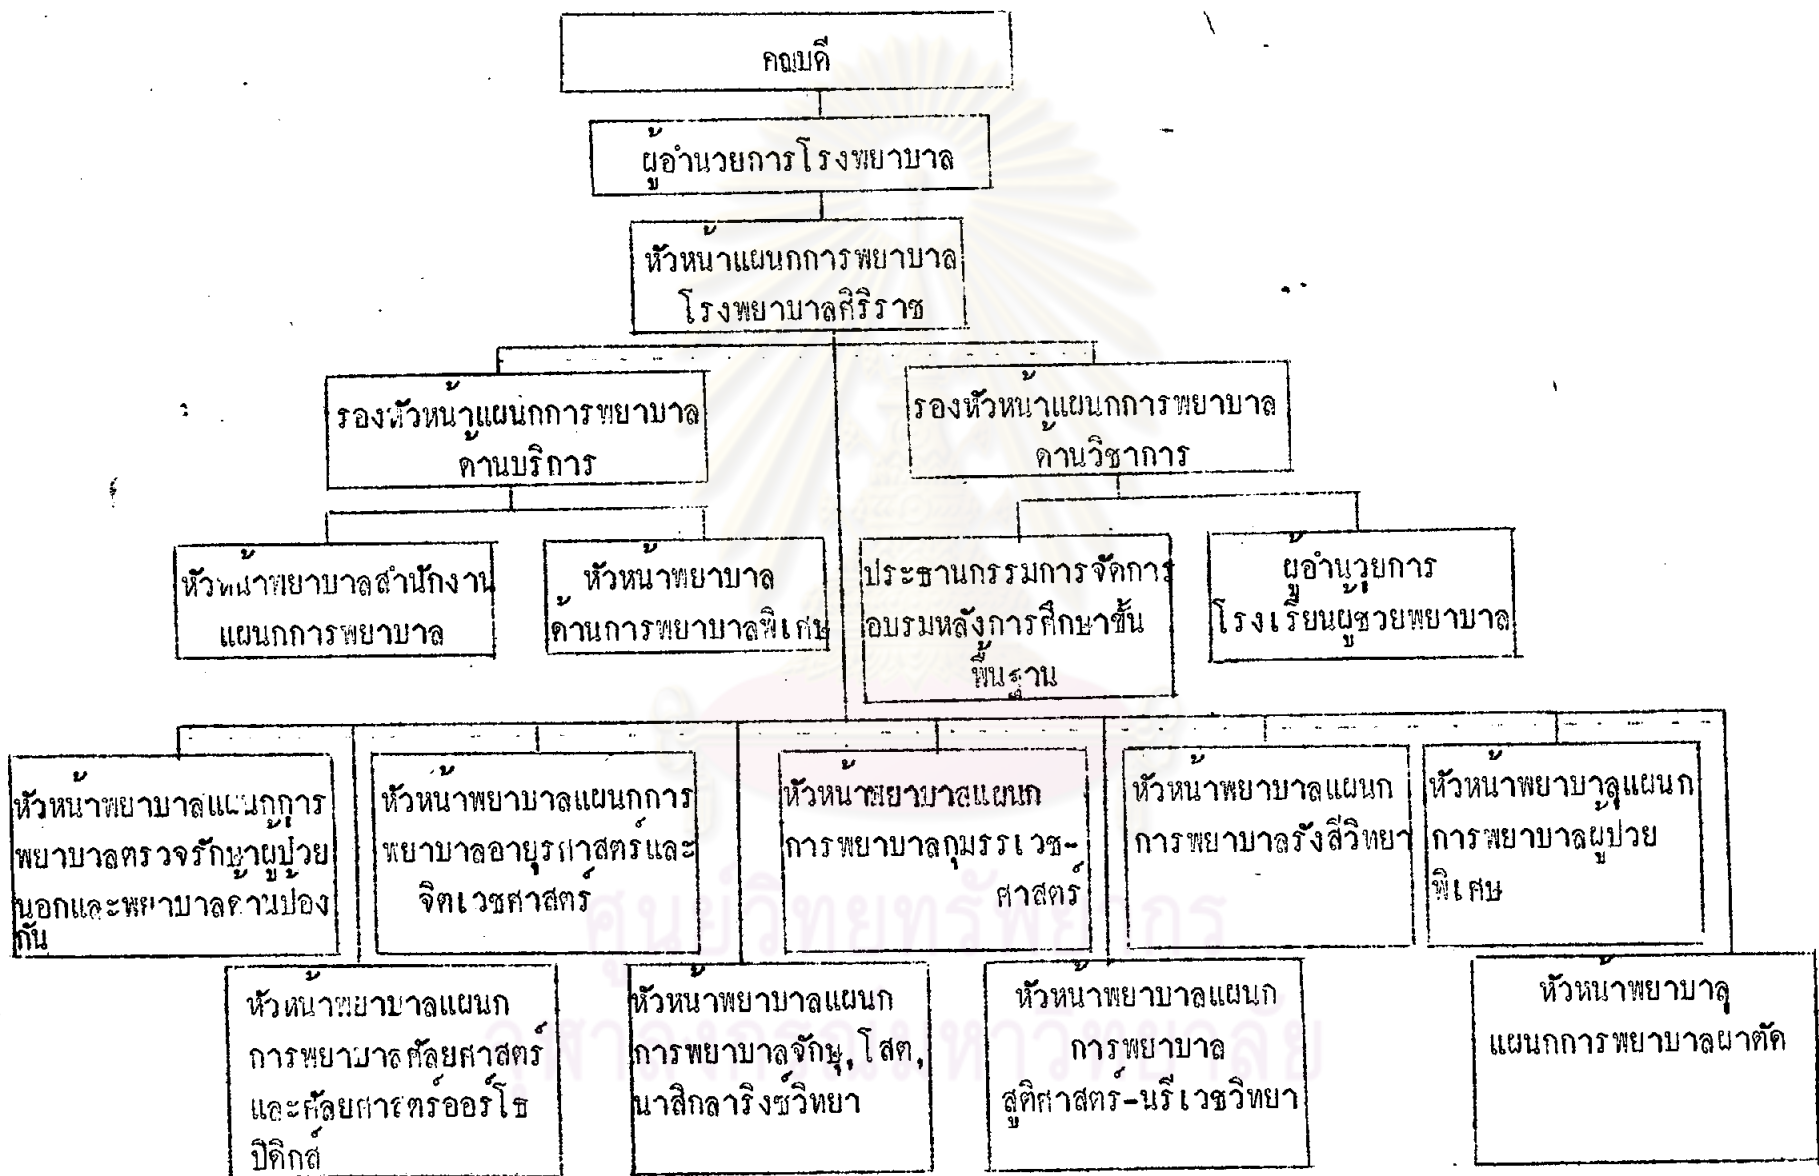 คณบดี
ผู้อำนวยการโรงพยาบาล
หัวหน้าแผนกการพยาบาล
โรงพยาบาลศิริราช
รองหัวหน้าแผนกการพยาบาล
ด้านบริการ
รองหัวหน้าแผนกการพยาบาล
ด้านวิชาการ
หัวหน้าพยาบาลสำนักงาน
แผนกการพยาบาล
หัวหน้าพยาบาล
ด้านการพยาบาลพิเศษ
ประธานกรรมการจัดการ
อบรมหลังการศึกษาขั้น
พื้นฐาน
ผู้อำนวยการ
โรงเรียนผู้ช่วยพยาบาล
หัวหน้าพยาบาลแผนกการ
พยาบาลตรวจรักษาผู้ป่วย
นอกและพยาบาลด้านป้อง
กัน
หัวหน้าพยาบาลแผนกการ
พยาบาลอายุรศาสตร์และ
จิตเวชศาสตร์
หัวหน้าพยาบาลแผนก
การพยาบาลกุมารเวช-
ศาสตร์
หัวหน้าพยาบาลแผนก
การพยาบาลรังสีวิทยา
หัวหน้าพยาบาลแผนก
การพยาบาลผู้ป่วย
พิเศษ
หัวหน้าพยาบาลแผนก
การพยาบาลศัลยศาสตร์
และศัลยศาสตร์ออร์โธ
ปิดิกส์
หัวหน้าพยาบาลแผนก
การพยาบาลจักษุ, โสต,
นาสิกลาริงซ์วิทยา
หัวหน้าพยาบาลแผนก
การพยาบาล
สูติศาสตร์-นรีเวชวิทยา
หัวหน้าพยาบาล
แผนกการพยาบาลผ่าตัด
ศูนย์วิทยทรัพยากร
จุฬาลงกรณ์มหาวิทยาลัย